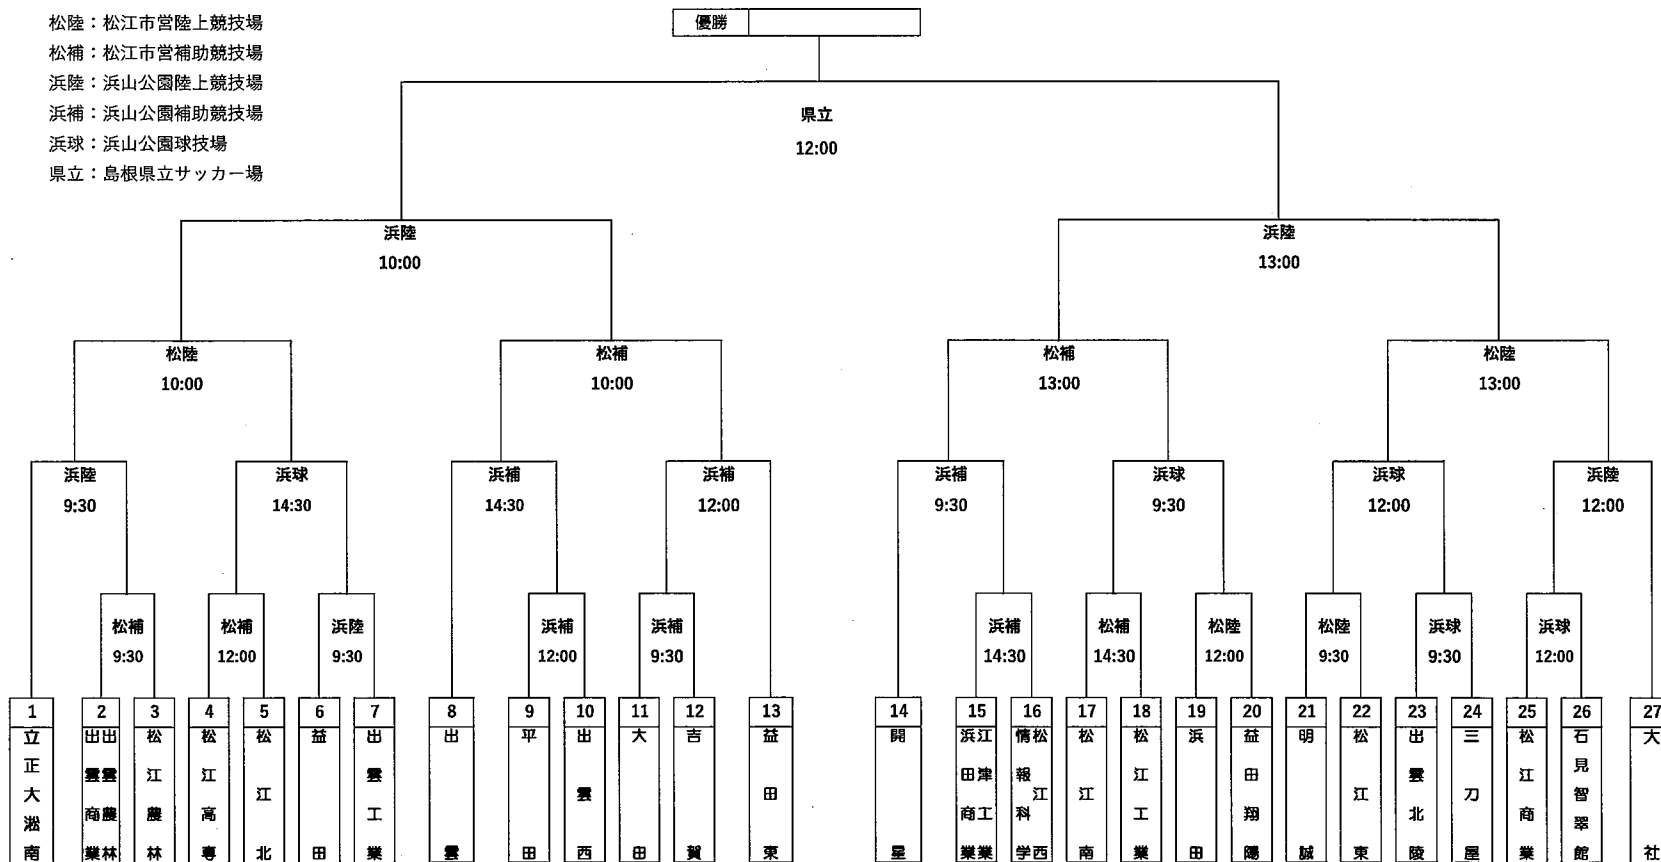 松陸：松江市営陸上競技場
松補：松江市営補助競技場
浜陸：浜山公園陸上競技場
浜補：浜山公園補助競技場
浜球：浜山公園球技場
県立：島根県立サッカー場
優勝
県立
12:00
浜陸
10:00
浜陸
13:00
松陸
10:00
松補
10:00
松補
13:00
松陸
13:00
浜陸
9:30
浜球
14:30
浜補
14:30
浜補
12:00
浜補
9:30
浜球
9:30
浜球
12:00
浜陸
12:00
松補
9:30
松補
12:00
浜陸
9:30
浜補
12:00
浜補
9:30
浜補
14:30
松補
14:30
松陸
12:00
松陸
9:30
浜球
9:30
浜球
12:00
1
立正大淞南
2
出雲農林
出雲商業
3
松江農林
4
松江高専
5
松江北
6
益田
7
出雲工業
8
出雲
9
平田
10
出雲西
11
大田
12
吉賀
13
益田東
14
開星
15
江津工業
浜田商業
16
松江西
情報科学
17
松江南
18
松江工業
19
浜田
20
益田翔陽
21
明誠
22
松江東
23
出雲北陵
24
三刀屋
25
松江商業
26
石見智翠館
27
大社